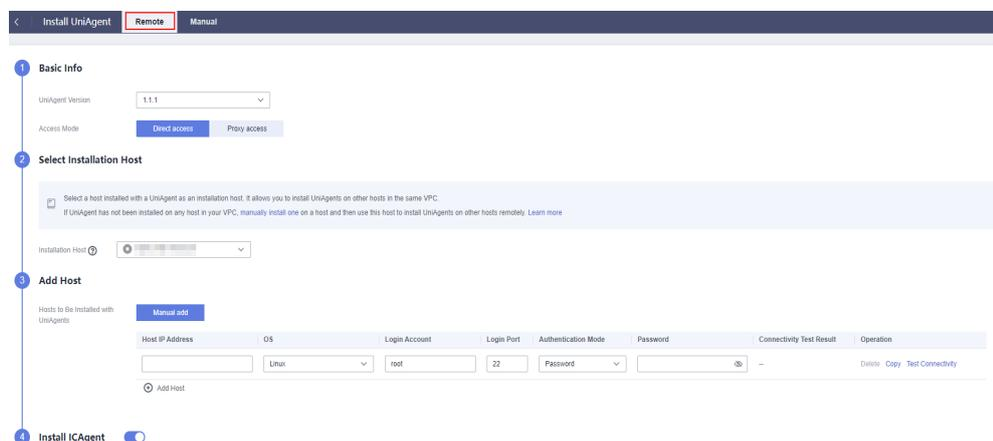 Install UniAgent Remote Manual
1 Basic Info
UniAgent Version 1.1.1
Access Mode Direct access Proxy access
2 Select Installation Host
Select a host installed with a UniAgent as an installation host. It allows you to install UniAgents on other hosts in the same VPC.
If UniAgent has not been installed on any host in your VPC, manually install one on a host and then use this host to install UniAgents on other hosts remotely. Learn more
Installation Host ?
3 Add Host
Hosts to Be Installed with Manual add
UniAgents
Host IP Address OS Login Account Login Port Authentication Mode Password Connectivity Test Result Operation
Linux root 22 Password -- Delete Copy Test Connectivity
Add Host
4 Install ICAgent